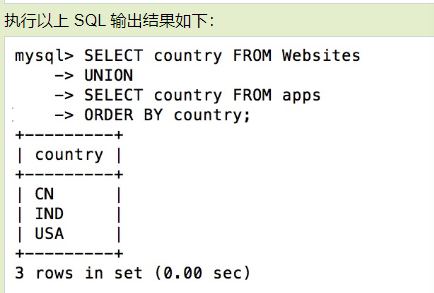 执行以上 SQL 输出结果如下：
mysql> SELECT country FROM Websites
    -> UNION
    -> SELECT country FROM apps
    -> ORDER BY country;
+---------+
| country |
+---------+
| CN      |
| IND     |
| USA     |
+---------+
3 rows in set (0.00 sec)